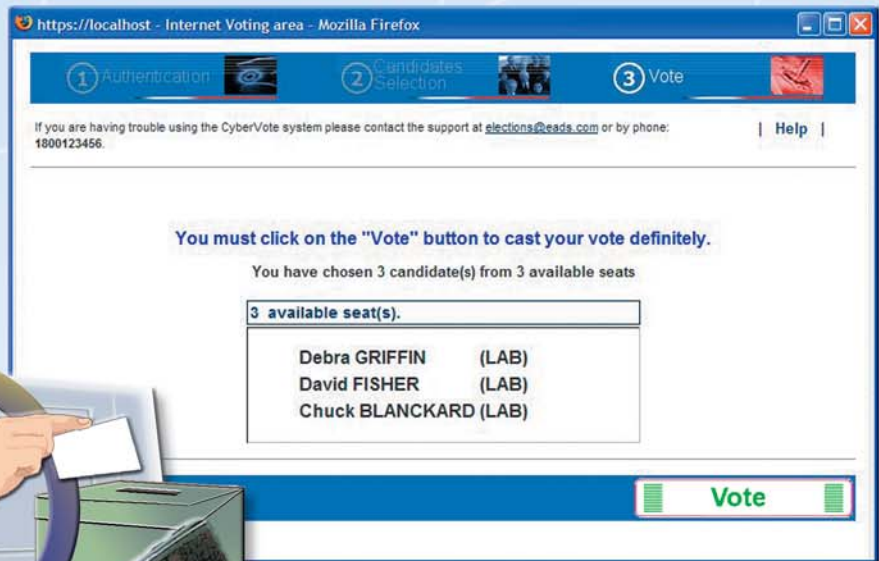 https://localhost - Internet Voting area - Mozilla Firefox
1 Authentication
2 Candidates Selection
3 Vote
If you are having trouble using the CyberVote system please contact the support at elections@eads.com or by phone:
1800123456.
| Help |
You must click on the "Vote" button to cast your vote definitely.
You have chosen 3 candidate(s) from 3 available seats
3 available seat(s).
Debra GRIFFIN (LAB)
David FISHER (LAB)
Chuck BLANCKARD (LAB)
Vote